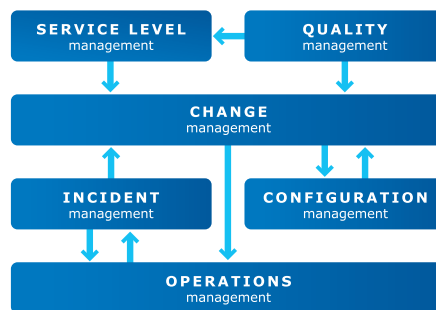 SERVICE LEVEL
management
QUALITY
management
CHANGE
management
INCIDENT
management
CONFIGURATION
management
OPERATIONS
management